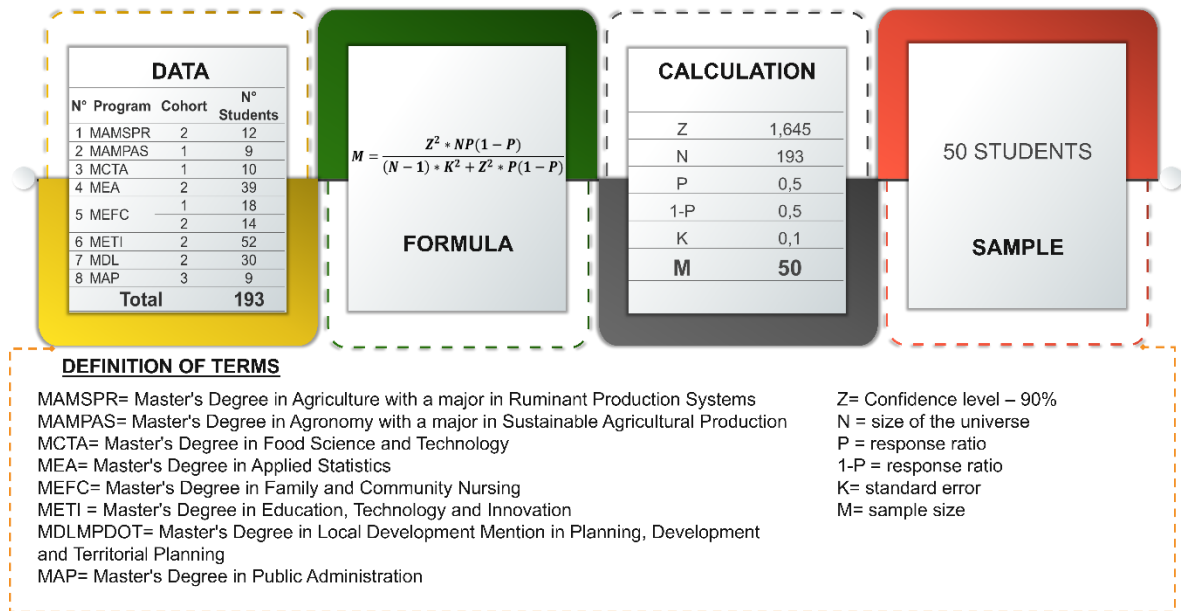 DATA
N° Program Cohort N° Students
1 MAMSPR 2 12
2 MAMPAS 1 9
3 MCTA 1 10
4 MEA 2 39
5 MEFC 1 18
2 14
6 METI 2 52
7 MDL 2 30
8 MAP 3 9
Total 193
M = Z² * NP(1 − P) / (N − 1) * K² + Z² * P(1 − P)
FORMULA
CALCULATION
Z 1,645
N 193
P 0,5
1-P 0,5
K 0,1
M 50
50 STUDENTS
SAMPLE
DEFINITION OF TERMS
MAMSPR= Master's Degree in Agriculture with a major in Ruminant Production Systems
MAMPAS= Master's Degree in Agronomy with a major in Sustainable Agricultural Production
MCTA= Master's Degree in Food Science and Technology
MEA= Master's Degree in Applied Statistics
MEFC= Master's Degree in Family and Community Nursing
METI = Master's Degree in Education, Technology and Innovation
MDLMPDOT= Master's Degree in Local Development Mention in Planning, Development
and Territorial Planning
MAP= Master's Degree in Public Administration
Z= Confidence level – 90%
N = size of the universe
P = response ratio
1-P = response ratio
K= standard error
M= sample size